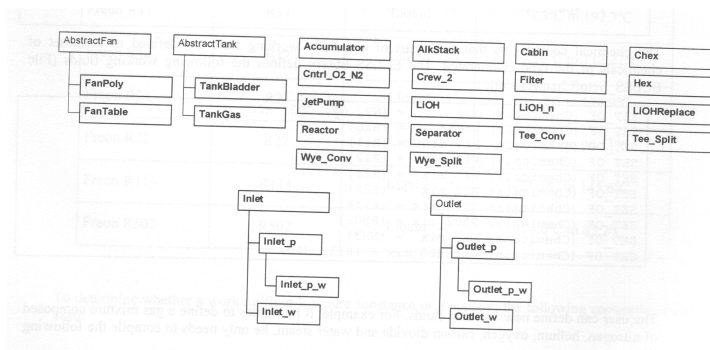 AbstractFan
FanPoly
FanTable
AbstractTank
TankBladder
TankGas
Accumulator
AlkStack
Cabin
Chex
Cntrl_O2_N2
Crew_2
Filter
Hex
JetPump
LiOH
LiOH_n
LiOHReplace
Reactor
Separator
Tee_Conv
Tee_Split
Wye_Conv
Wye_Split
Inlet
Inlet_p
Inlet_p_w
Inlet_w
Outlet
Outlet_p
Outlet_p_w
Outlet_w